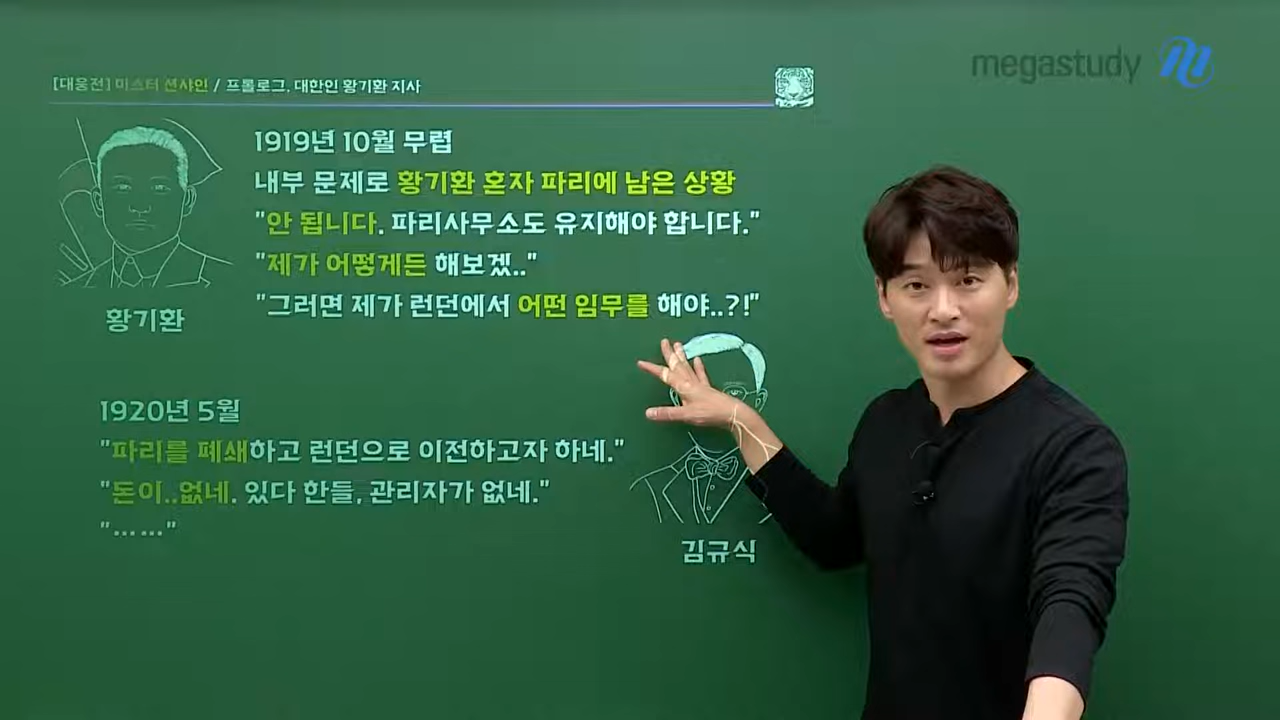 [대웅전] 미스터 션샤인 / 프롤로그, 대한인 황기환 지사
megastudy
1919년 10월 무렵
내부 문제로 황기환 혼자 파리에 남은 상황
"안 됩니다. 파리사무소도 유지해야 합니다."
"제가 어떻게든 해보겠.."
"그러면 제가 런던에서 어떤 임무를 해야..?!"
황기환
1920년 5월
"파리를 폐쇄하고 런던으로 이전하고자 하네."
"돈이..없네. 있다 한들, 관리자가 없네."
"……"
김규식